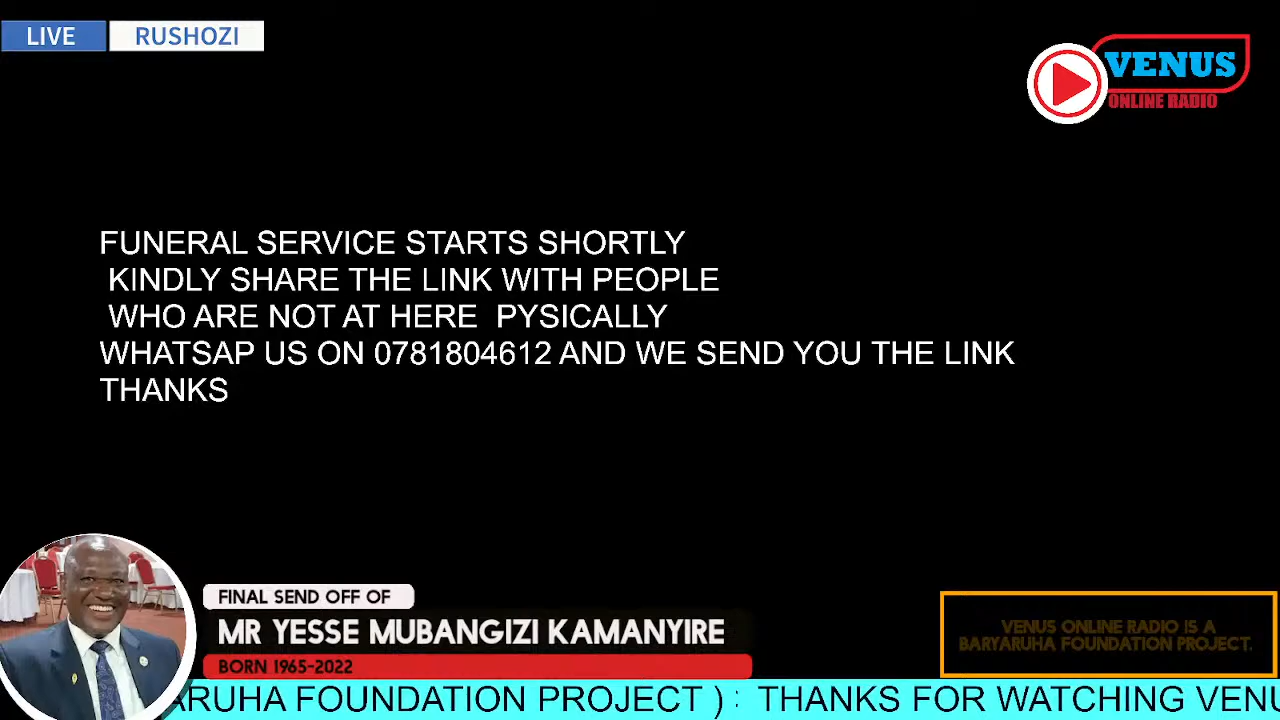 LIVE
RUSHOZI
VENUS
ONLINE RADIO
FUNERAL SERVICE STARTS SHORTLY
KINDLY SHARE THE LINK WITH PEOPLE
WHO ARE NOT AT HERE PYSICALLY
WHATSAP US ON 0781804612 AND WE SEND YOU THE LINK
THANKS
FINAL SEND OFF OF
MR YESSE MUBANGIZI KAMANYIRE
BORN 1965-2022
VENUS ONLINE RADIO IS A
BARYARUHA FOUNDATION PROJECT.
ARUHA FOUNDATION PROJECT ) : THANKS FOR WATCHING VENU